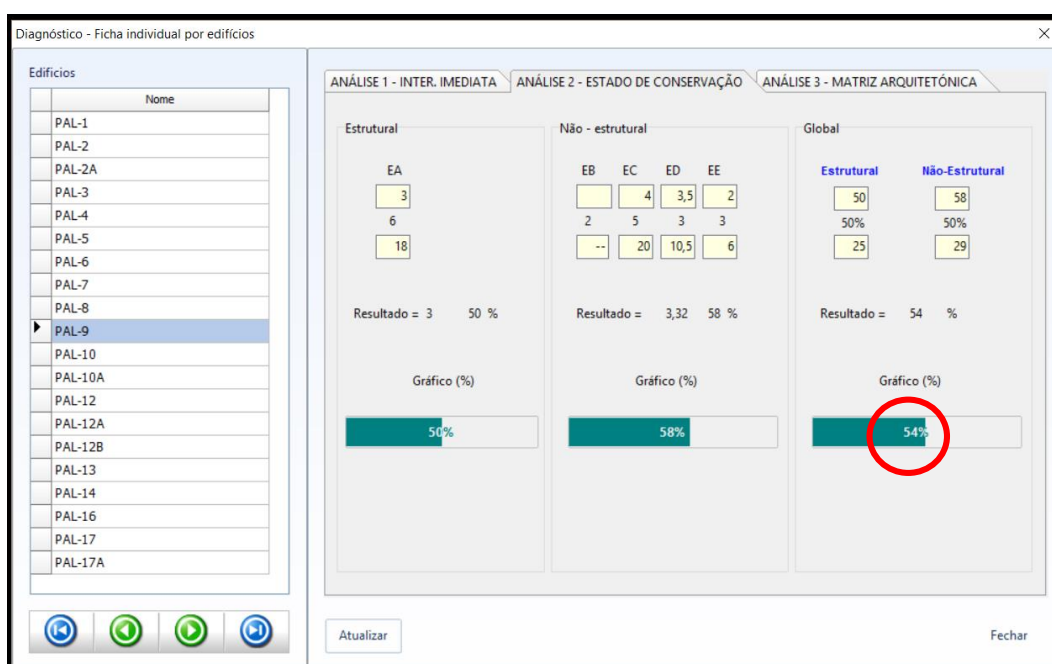 Diagnóstico - Ficha individual por edifícios
Edifícios
Nome
PAL-1
PAL-2
PAL-2A
PAL-3
PAL-4
PAL-5
PAL-6
PAL-7
PAL-8
PAL-9
PAL-10
PAL-10A
PAL-12
PAL-12A
PAL-12B
PAL-13
PAL-14
PAL-16
PAL-17
PAL-17A
ANÁLISE 1 - INTER. IMEDIATA ANÁLISE 2 - ESTADO DE CONSERVAÇÃO ANÁLISE 3 - MATRIZ ARQUITETÓNICA
Estrutural
EA
3
6
18
Resultado = 3 50 %
Gráfico (%)
50%
Não - estrutural
EB EC ED EE
4 3,5 2
2 5 3 3
-- 20 10,5 6
Resultado = 3,32 58 %
Gráfico (%)
58%
Global
Estrutural Não-Estrutural
50 58
50% 50%
25 29
Resultado = 54 %
Gráfico (%)
54%
Atualizar
Fechar